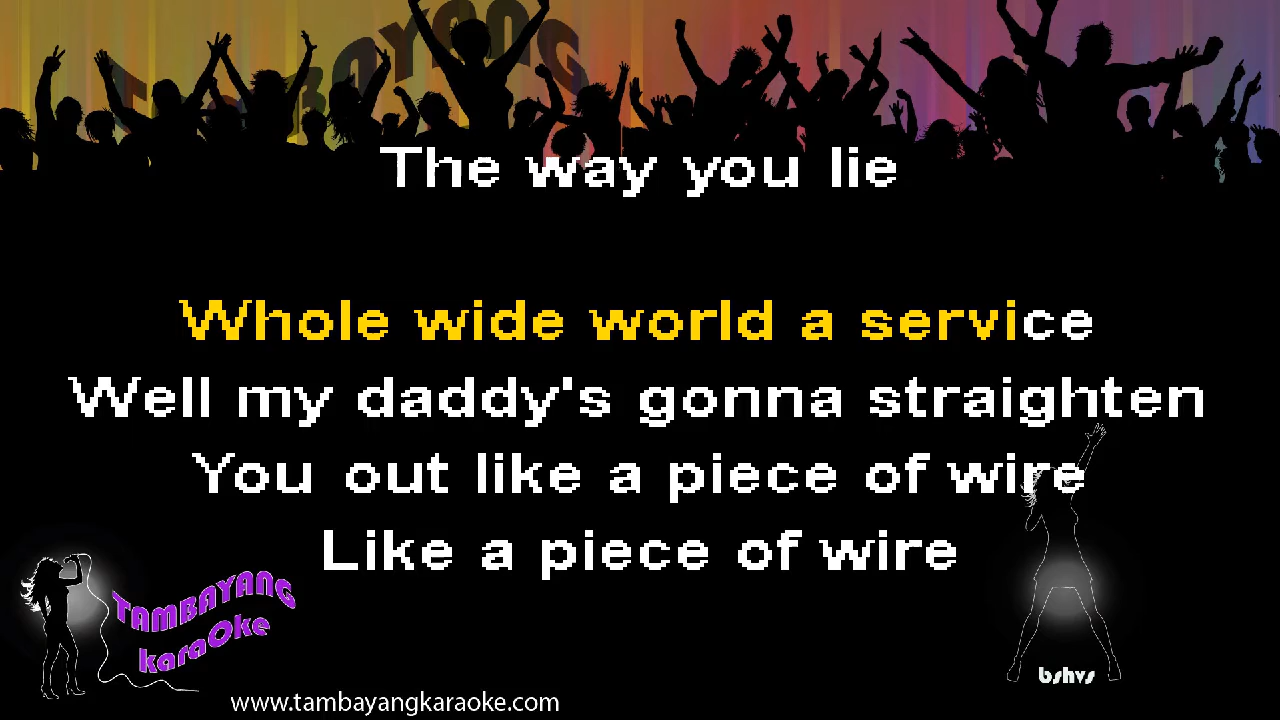 TAMBAYANG
The way you lie
Whole wide world a service
Well my daddy's gonna straighten
You out like a piece of wire
Like a piece of wire
TAMBAYANG
karaOke
bshvs
www.tambayangkaraoke.com